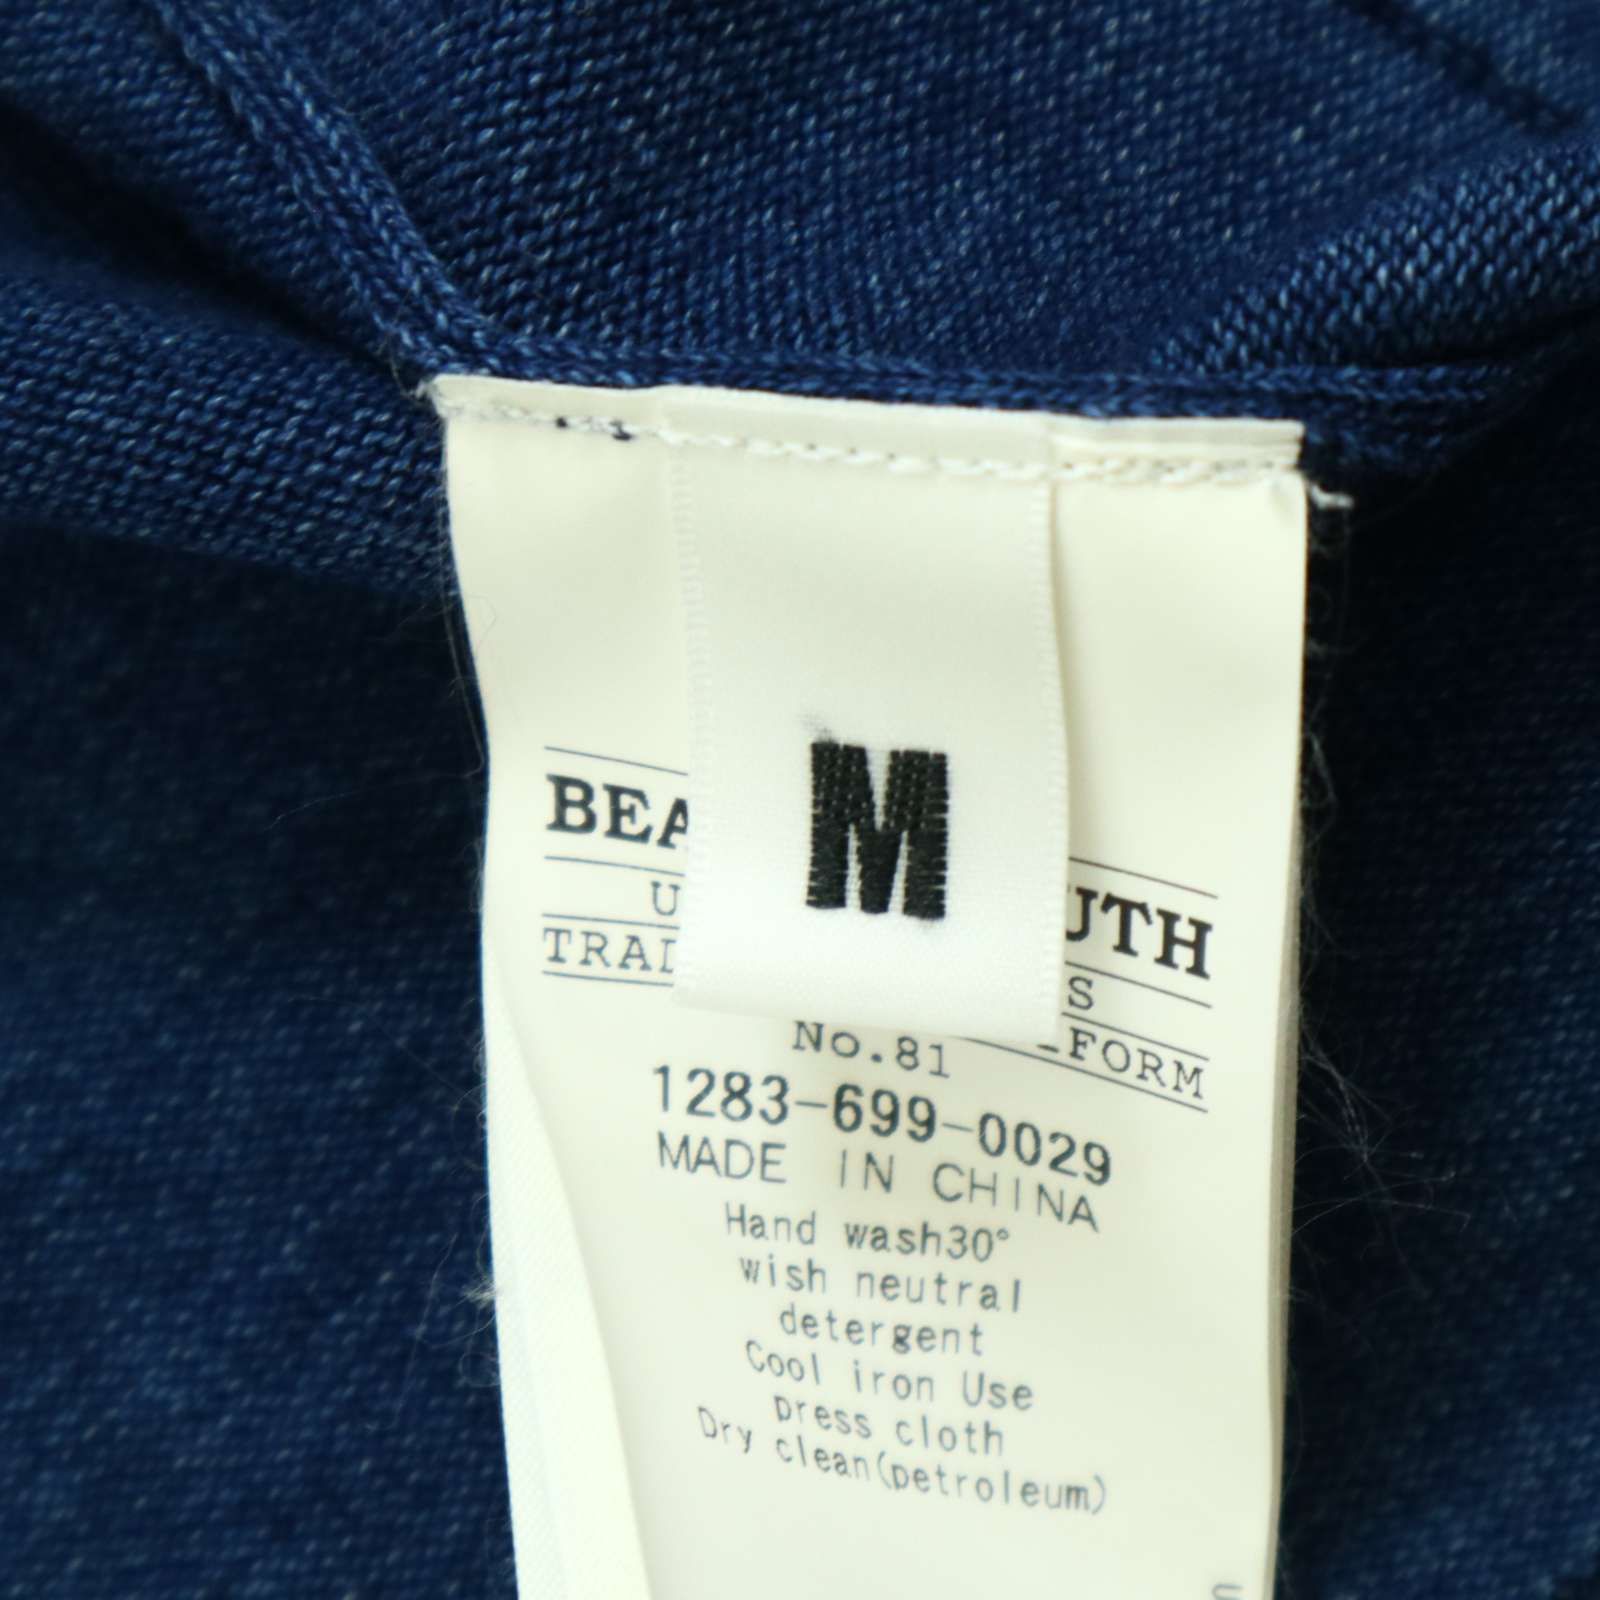 M
No.81
1283-699-0029
MADE IN CHINA
Hand wash30°
wish neutral
detergent
Cool iron Use
press cloth
Dry clean(petroleum)